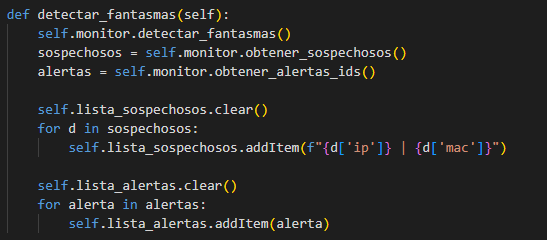 def detectar_fantasmas(self):
    self.monitor.detectar_fantasmas()
    sospechosos = self.monitor.obtener_sospechosos()
    alertas = self.monitor.obtener_alertas_ids()

    self.lista_sospechosos.clear()
    for d in sospechosos:
        self.lista_sospechosos.addItem(f"{d['ip']} | {d['mac']}")

    self.lista_alertas.clear()
    for alerta in alertas:
        self.lista_alertas.addItem(alerta)